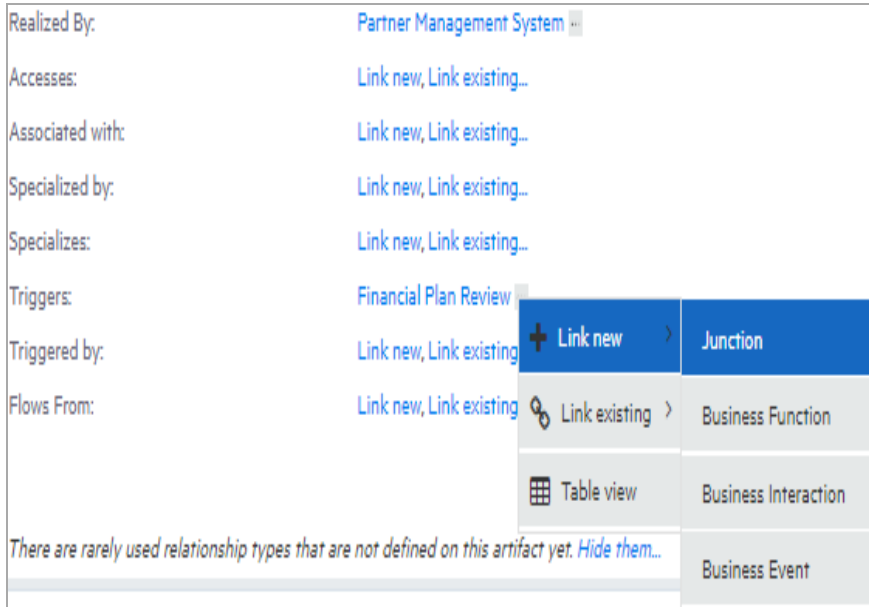 Realized By: Partner Management System ...
Accesses: Link new, Link existing...
Associated with: Link new, Link existing...
Specialized by: Link new, Link existing...
Specializes: Link new, Link existing...
Triggers: Financial Plan Review
Triggered by: Link new, Link existing
Flows From: Link new, Link existing
Link new
Link existing
Table view
Junction
Business Function
Business Interaction
Business Event
There are rarely used relationship types that are not defined on this artifact yet. Hide them...